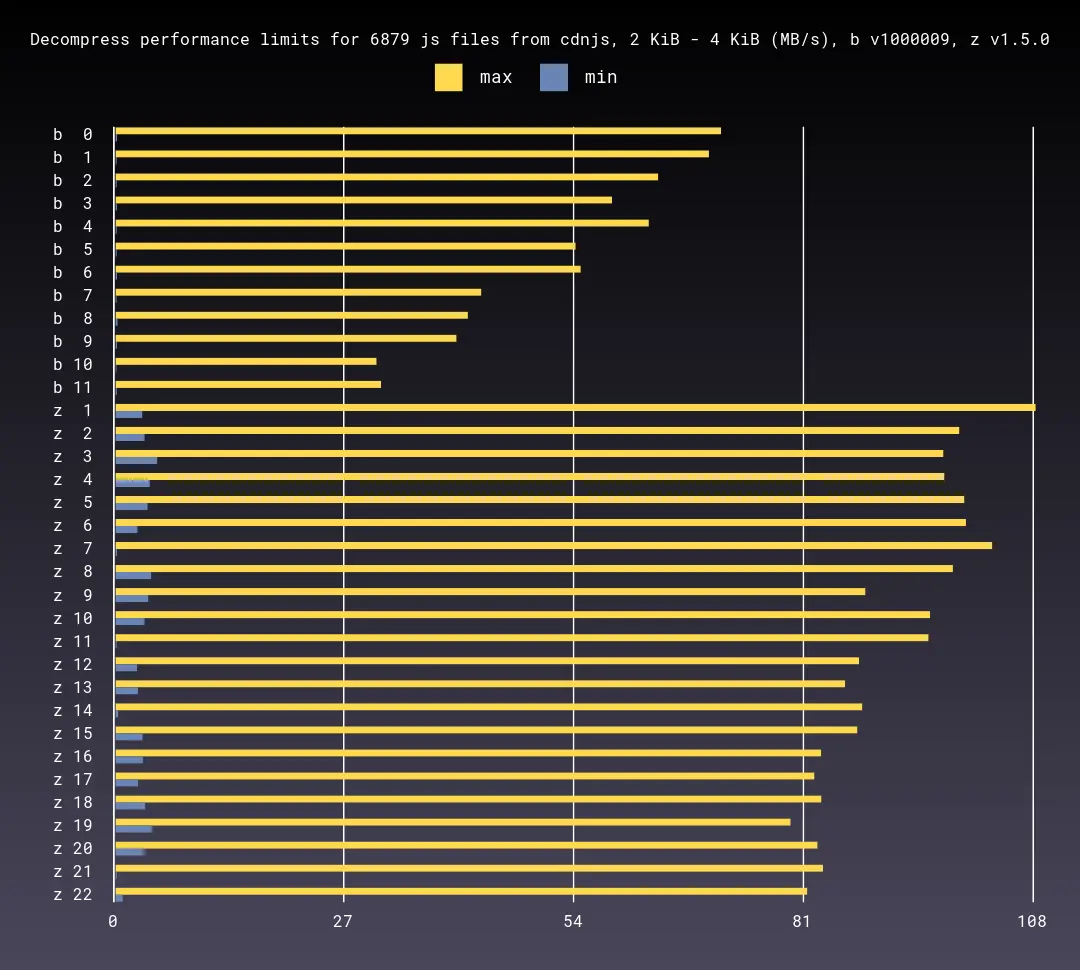 Decompress performance limits for 6879 js files from cdnjs, 2 KiB - 4 KiB (MB/s), b v1000009, z v1.5.0
max min
b 0
b 1
b 2
b 3
b 4
b 5
b 6
b 7
b 8
b 9
b 10
b 11
z 1
z 2
z 3
z 4
z 5
z 6
z 7
z 8
z 9
z 10
z 11
z 12
z 13
z 14
z 15
z 16
z 17
z 18
z 19
z 20
z 21
z 22
0 27 54 81 108